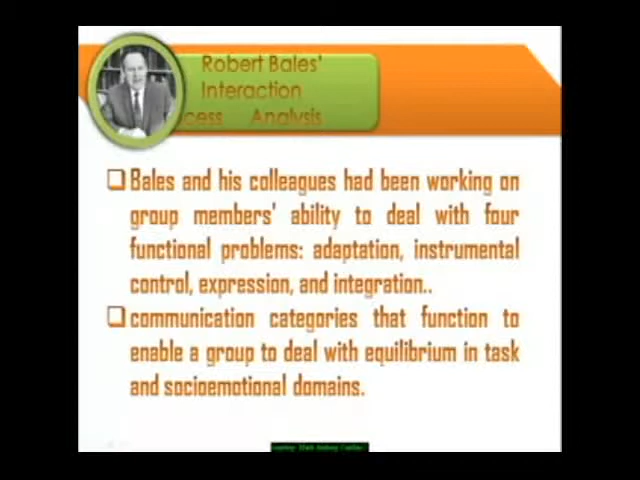 Robert Bales'
Interaction
cess Analysis
❑Bales and his colleagues had been working on
group members' ability to deal with four
functional problems: adaptation, instrumental
control, expression, and integration..
❑communication categories that function to
enable a group to deal with equilibrium in task
and socioemotional domains.